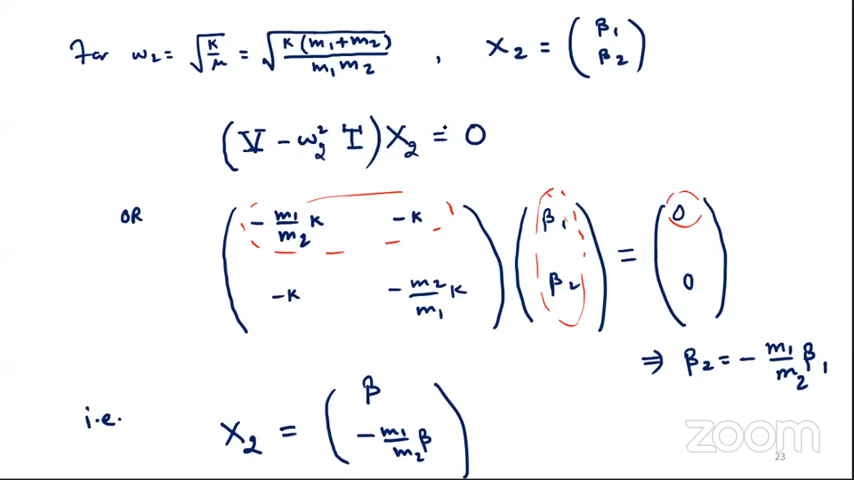 For ω₂ = √(K/μ) = √(K(m₁+m₂)/(m₁m₂)) , X₂ = (β₁ β₂)
(V − ω₂² T) X₂ = 0
OR (−(m₁/m₂)K −K; −K −(m₂/m₁)K) (β₁; β₂) = (0; 0)
⇒ β₂ = −(m₁/m₂) β₁
i.e. X₂ = (β; −(m₁/m₂)β)
zoom
23